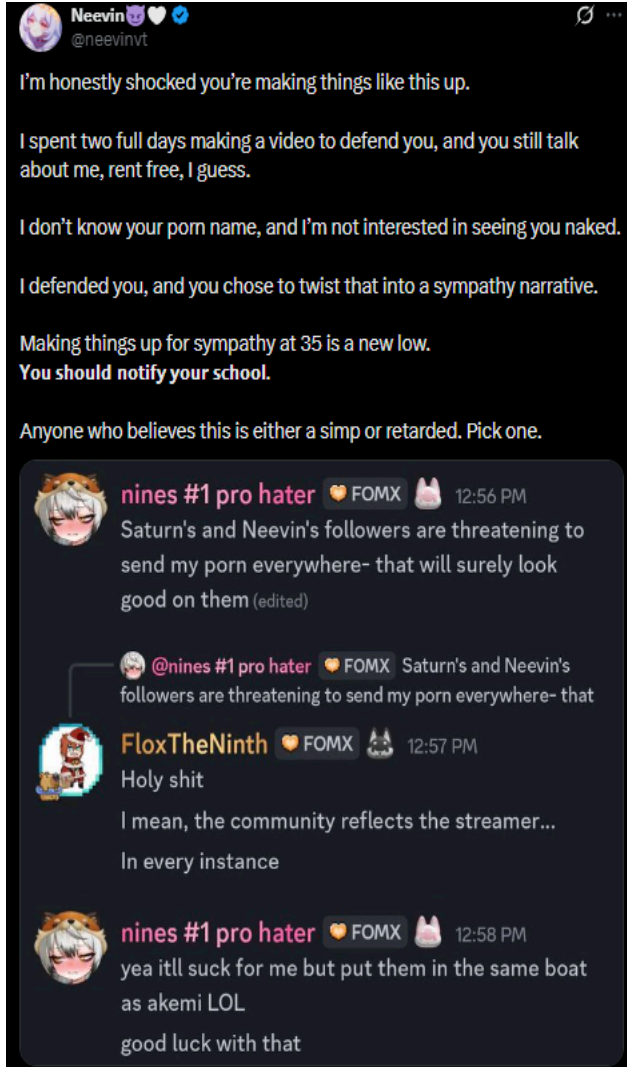 Neevin😈🤍
@neevinvt
I'm honestly shocked you're making things like this up.
I spent two full days making a video to defend you, and you still talk
about me, rent free, I guess.
I don't know your porn name, and I'm not interested in seeing you naked.
I defended you, and you chose to twist that into a sympathy narrative.
Making things up for sympathy at 35 is a new low.
You should notify your school.
Anyone who believes this is either a simp or retarded. Pick one.
nines #1 pro hater FOMX 12:56 PM
Saturn's and Neevin's followers are threatening to
send my porn everywhere- that will surely look
good on them (edited)
@nines #1 pro hater FOMX Saturn's and Neevin's
followers are threatening to send my porn everywhere- that
FloxTheNinth FOMX 12:57 PM
Holy shit
I mean, the community reflects the streamer...
In every instance
nines #1 pro hater FOMX 12:58 PM
yea itll suck for me but put them in the same boat
as akemi LOL
good luck with that